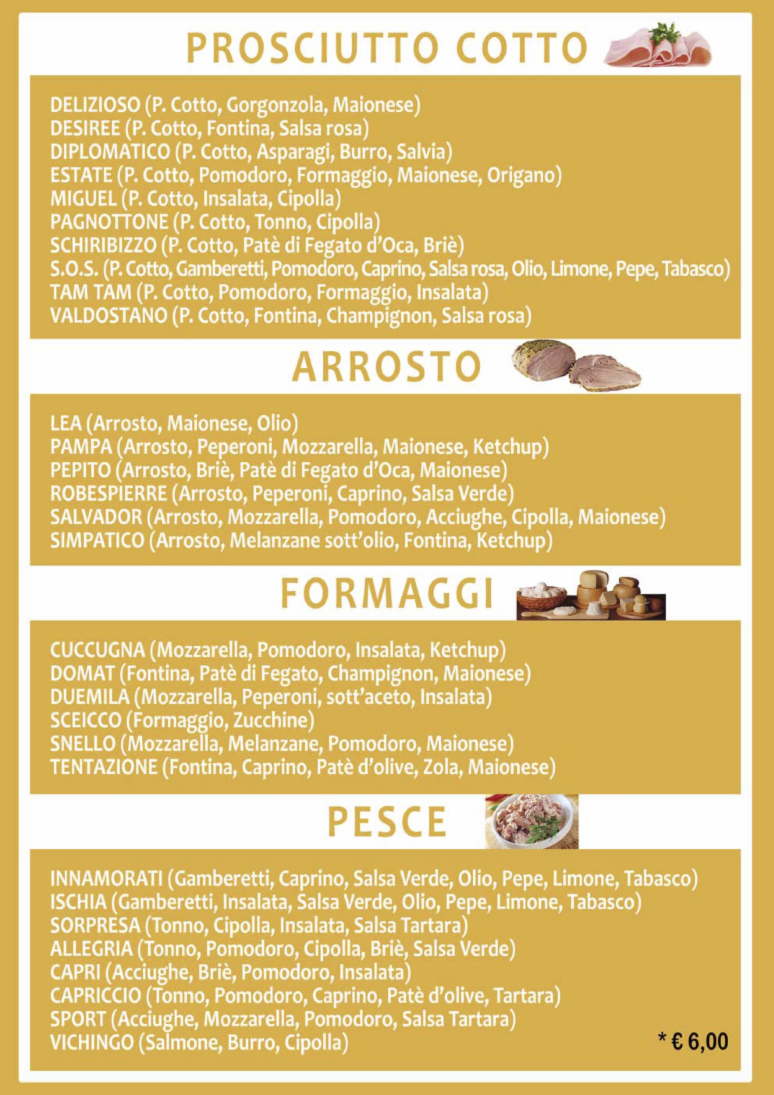 PROSCIUTTO COTTO
DELIZIOSO (P. Cotto, Gorgonzola, Maionese)
DESIREE (P. Cotto, Fontina, Salsa rosa)
DIPLOMATICO (P. Cotto, Asparagi, Burro, Salvia)
ESTATE (P. Cotto, Pomodoro, Formaggio, Maionese, Origano)
MIGUEL (P. Cotto, Insalata, Cipolla)
PAGNOTTONE (P. Cotto, Tonno, Cipolla)
SCHIRIBIZZO (P. Cotto, Patè di Fegato d'Oca, Briè)
S.O.S. (P. Cotto, Gamberetti, Pomodoro, Caprino, Salsa rosa, Olio, Limone, Pepe, Tabasco)
TAM TAM (P. Cotto, Pomodoro, Formaggio, Insalata)
VALDOSTANO (P. Cotto, Fontina, Champignon, Salsa rosa)
ARROSTO
LEA (Arrosto, Maionese, Olio)
PAMPA (Arrosto, Peperoni, Mozzarella, Maionese, Ketchup)
PEPITO (Arrosto, Briè, Patè di Fegato d'Oca, Maionese)
ROBESPIERRE (Arrosto, Peperoni, Caprino, Salsa Verde)
SALVADOR (Arrosto, Mozzarella, Pomodoro, Acciughe, Cipolla, Maionese)
SIMPATICO (Arrosto, Melanzane sott'olio, Fontina, Ketchup)
FORMAGGI
CUCCUGNA (Mozzarella, Pomodoro, Insalata, Ketchup)
DOMAT (Fontina, Patè di Fegato, Champignon, Maionese)
DUEMILA (Mozzarella, Peperoni, sott'aceto, Insalata)
SCEICCO (Formaggio, Zucchine)
SNELLO (Mozzarella, Melanzane, Pomodoro, Maionese)
TENTAZIONE (Fontina, Caprino, Patè d'olive, Zola, Maionese)
PESCE
INNAMORATI (Gamberetti, Caprino, Salsa Verde, Olio, Pepe, Limone, Tabasco)
ISCHIA (Gamberetti, Insalata, Salsa Verde, Olio, Pepe, Limone, Tabasco)
SORPRESA (Tonno, Cipolla, Insalata, Salsa Tartara)
ALLEGRIA (Tonno, Pomodoro, Cipolla, Briè, Salsa Verde)
CAPRI (Acciughe, Briè, Pomodoro, Insalata)
CAPRICCIO (Tonno, Pomodoro, Caprino, Patè d'olive, Tartara)
SPORT (Acciughe, Mozzarella, Pomodoro, Salsa Tartara)
VICHINGO (Salmone, Burro, Cipolla)
* € 6,00